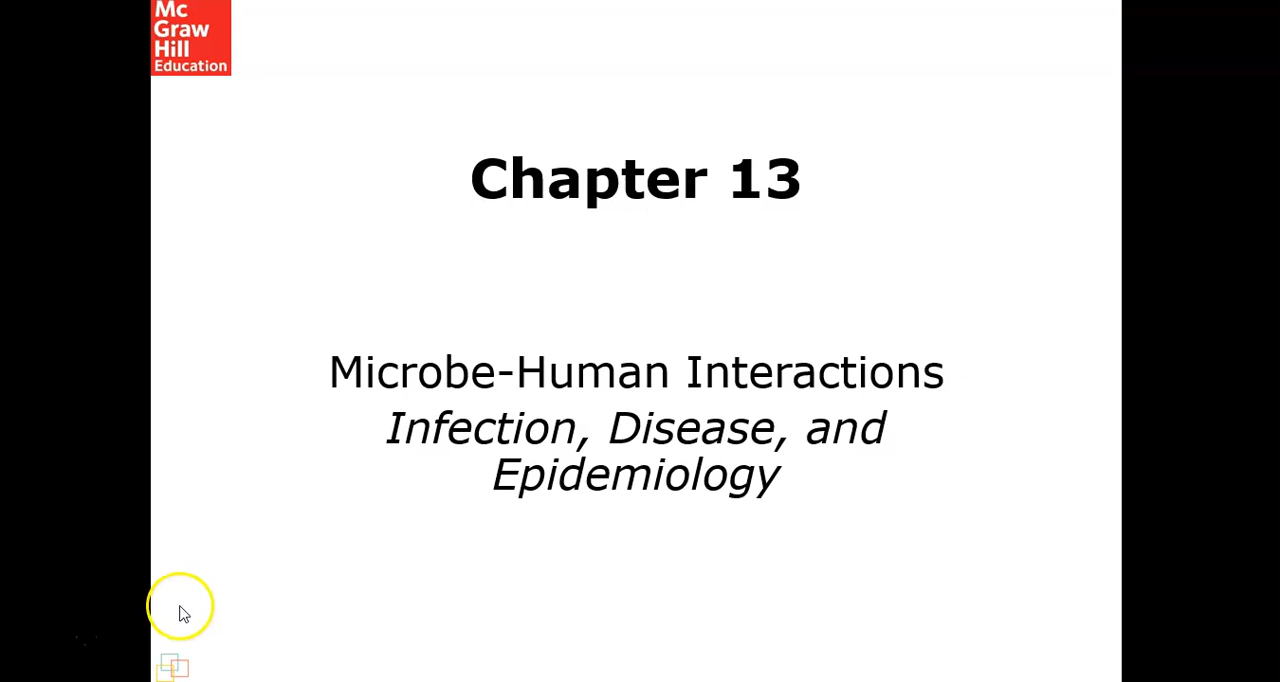 Mc
Graw
Hill
Education
Chapter 13
Microbe-Human Interactions
Infection, Disease, and
Epidemiology